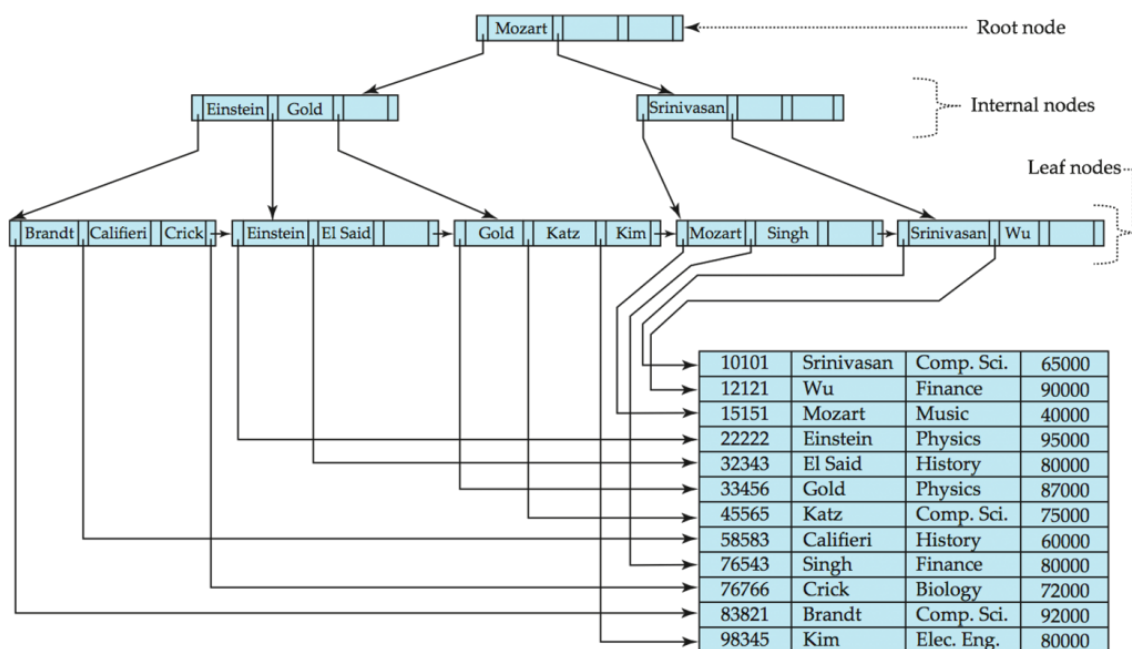 Mozart
Root node
Einstein Gold
Srinivasan
Internal nodes
Leaf nodes
Brandt Califieri Crick Einstein El Said Gold Katz Kim Mozart Singh Srinivasan Wu
10101 Srinivasan Comp. Sci. 65000
12121 Wu Finance 90000
15151 Mozart Music 40000
22222 Einstein Physics 95000
32343 El Said History 80000
33456 Gold Physics 87000
45565 Katz Comp. Sci. 75000
58583 Califieri History 60000
76543 Singh Finance 80000
76766 Crick Biology 72000
83821 Brandt Comp. Sci. 92000
98345 Kim Elec. Eng. 80000